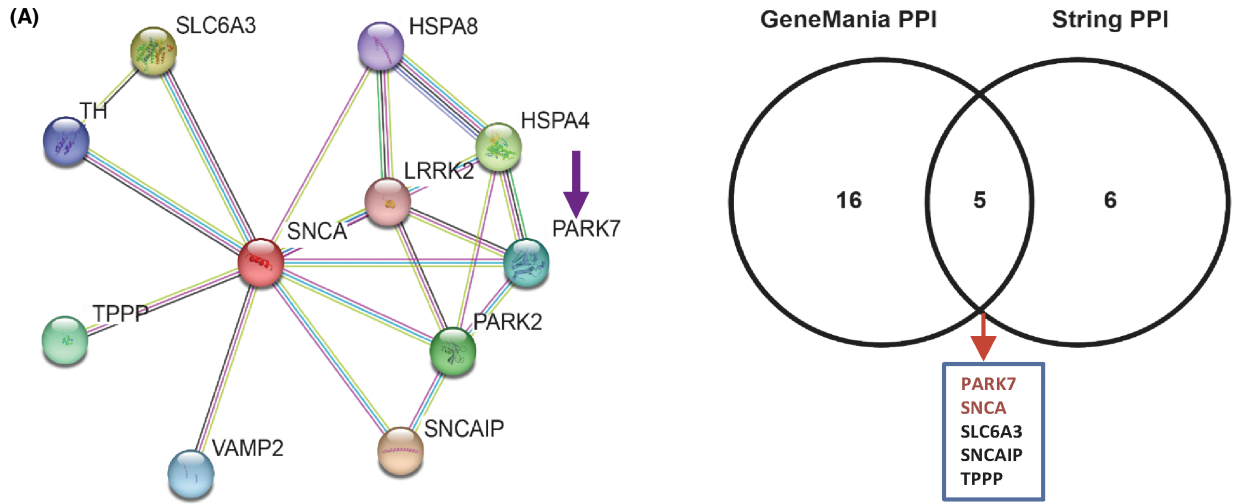 (A)
SLC6A3
HSPA8
TH
HSPA4
LRRK2
SNCA
PARK7
TPPP
PARK2
SNCAIP
VAMP2
GeneMania PPI
String PPI
16
5
6
PARK7
SNCA
SLC6A3
SNCAIP
TPPP